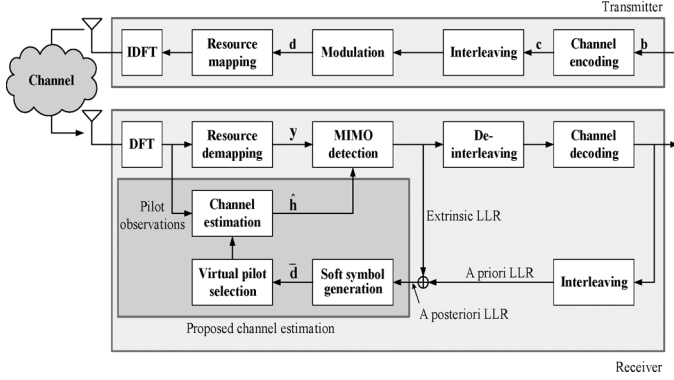 Transmitter
IDFT
Resource
mapping
d
Modulation
Interleaving
c
Channel
encoding
b
Channel
DFT
Resource
demapping
y
MIMO
detection
De-
interleaving
Channel
decoding
Pilot
observations
Channel
estimation
ĥ
Extrinsic LLR
Virtual pilot
selection
d̅
Soft symbol
generation
A priori LLR
Interleaving
A posteriori LLR
Proposed channel estimation
Receiver